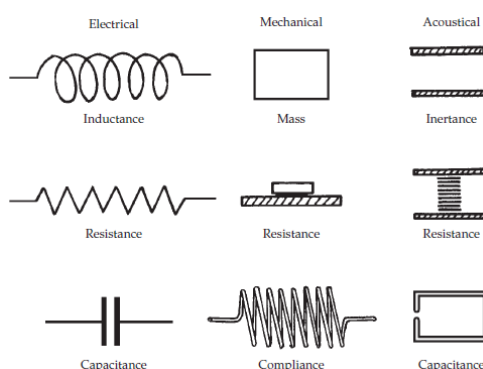 Electrical Mechanical Acoustical
Inductance Mass Inertance
Resistance Resistance Resistance
Capacitance Compliance Capacitance